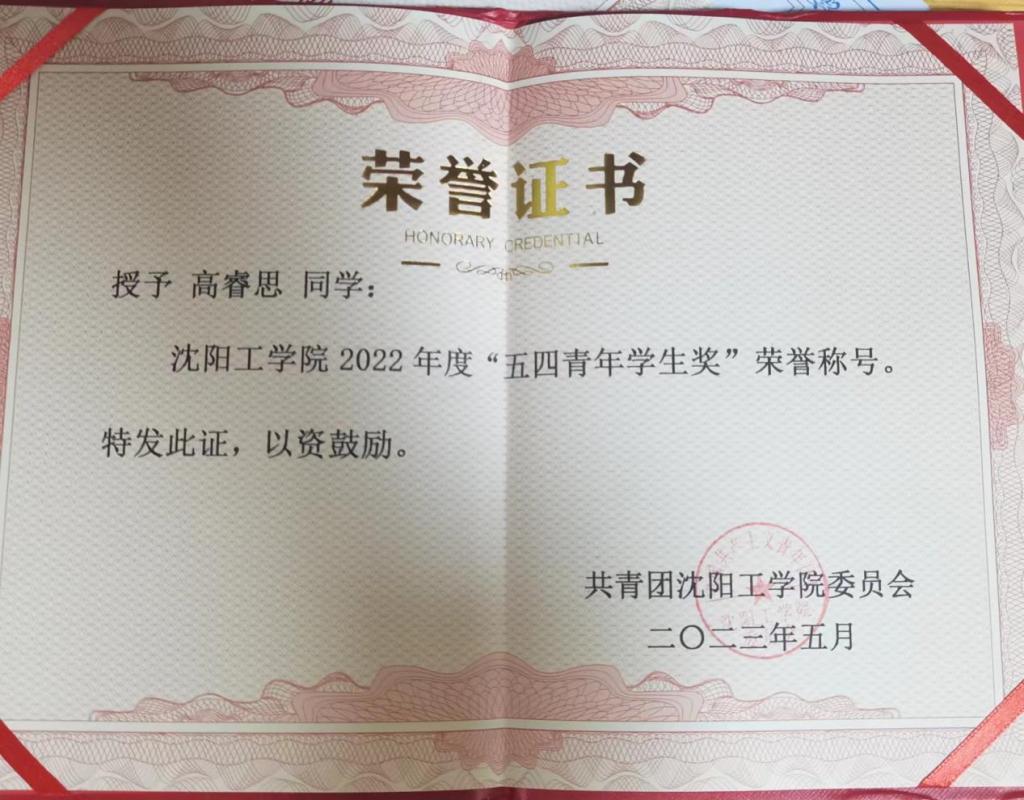 荣誉证书
HONORARY CREDENTIAL
授予 高睿思 同学：
沈阳工学院 2022 年度“五四青年学生奖”荣誉称号。
特发此证，以资鼓励。
共青团沈阳工学院委员会
二〇二三年五月